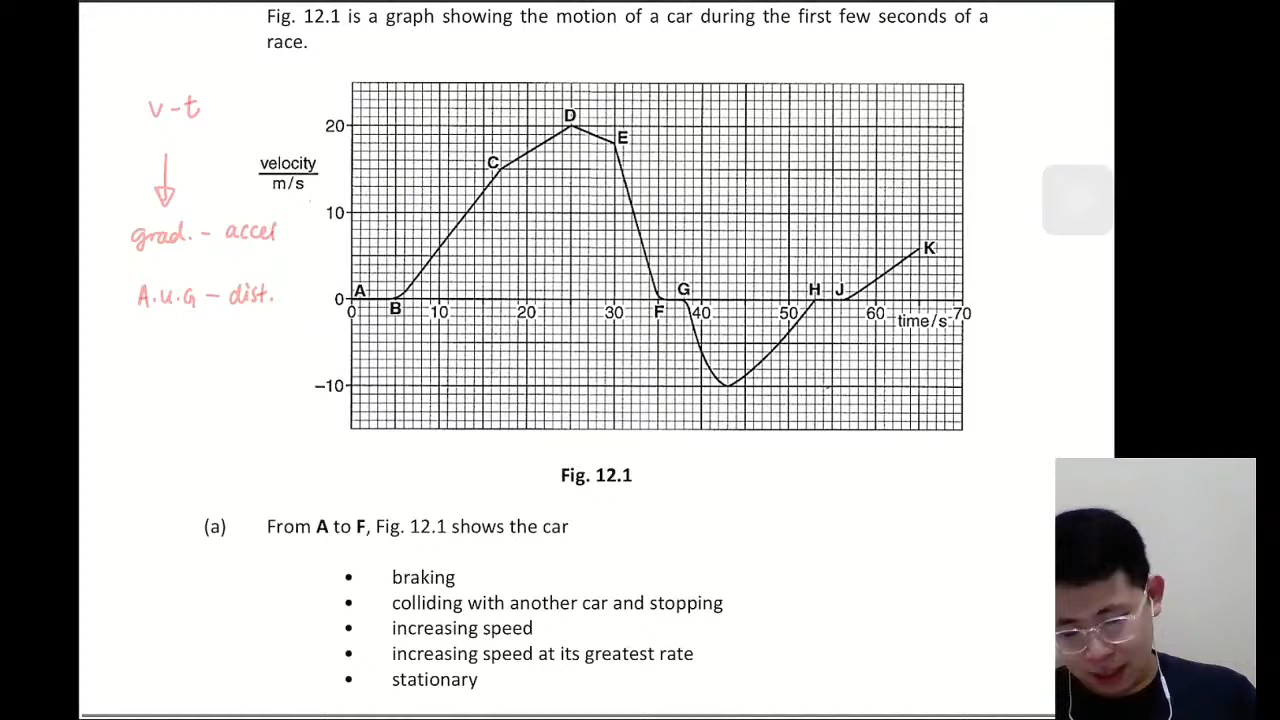 Fig. 12.1 is a graph showing the motion of a car during the first few seconds of a
race.
v-t
grad. - accel
A.U.G - dist.
velocity
m/s
20
10
0
-10
A
B
C
D
E
F
G
H
J
K
0
10
20
30
40
50
60
70
time/s
Fig. 12.1
(a) From A to F, Fig. 12.1 shows the car
• braking
• colliding with another car and stopping
• increasing speed
• increasing speed at its greatest rate
• stationary